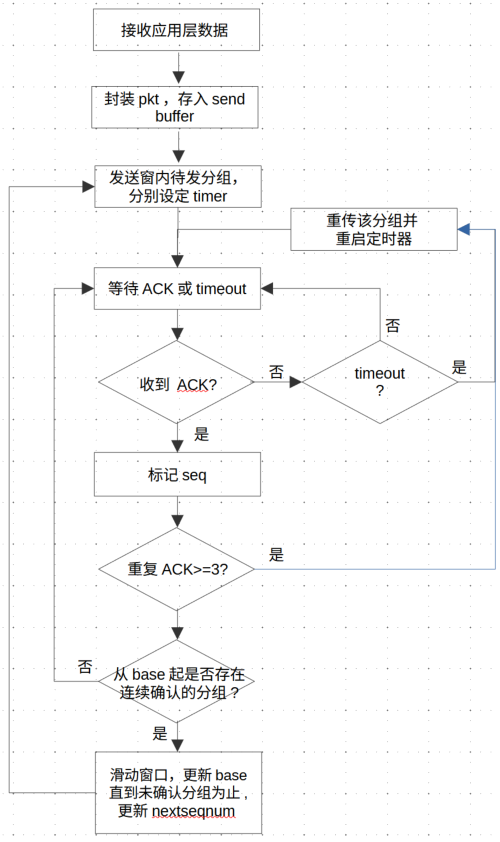 接收应用层数据
封装 pkt ，存入 send
buffer
发送窗内待发分组，
分别设定 timer
重传该分组并
重启定时器
等待 ACK 或 timeout
否
收到 ACK?
否
timeout
?
是
是
标记 seq
重复 ACK>=3?
是
从 base 起是否存在
连续确认的分组？
否
是
滑动窗口，更新 base
直到未确认分组为止，
更新 nextseqnum